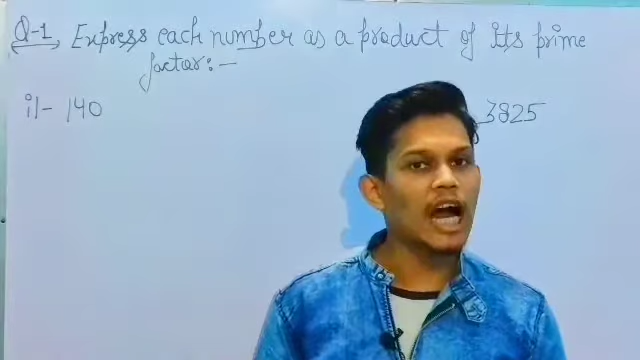 Q-1, Express each number as a product of its prime
factor:-
i)- 140
3825